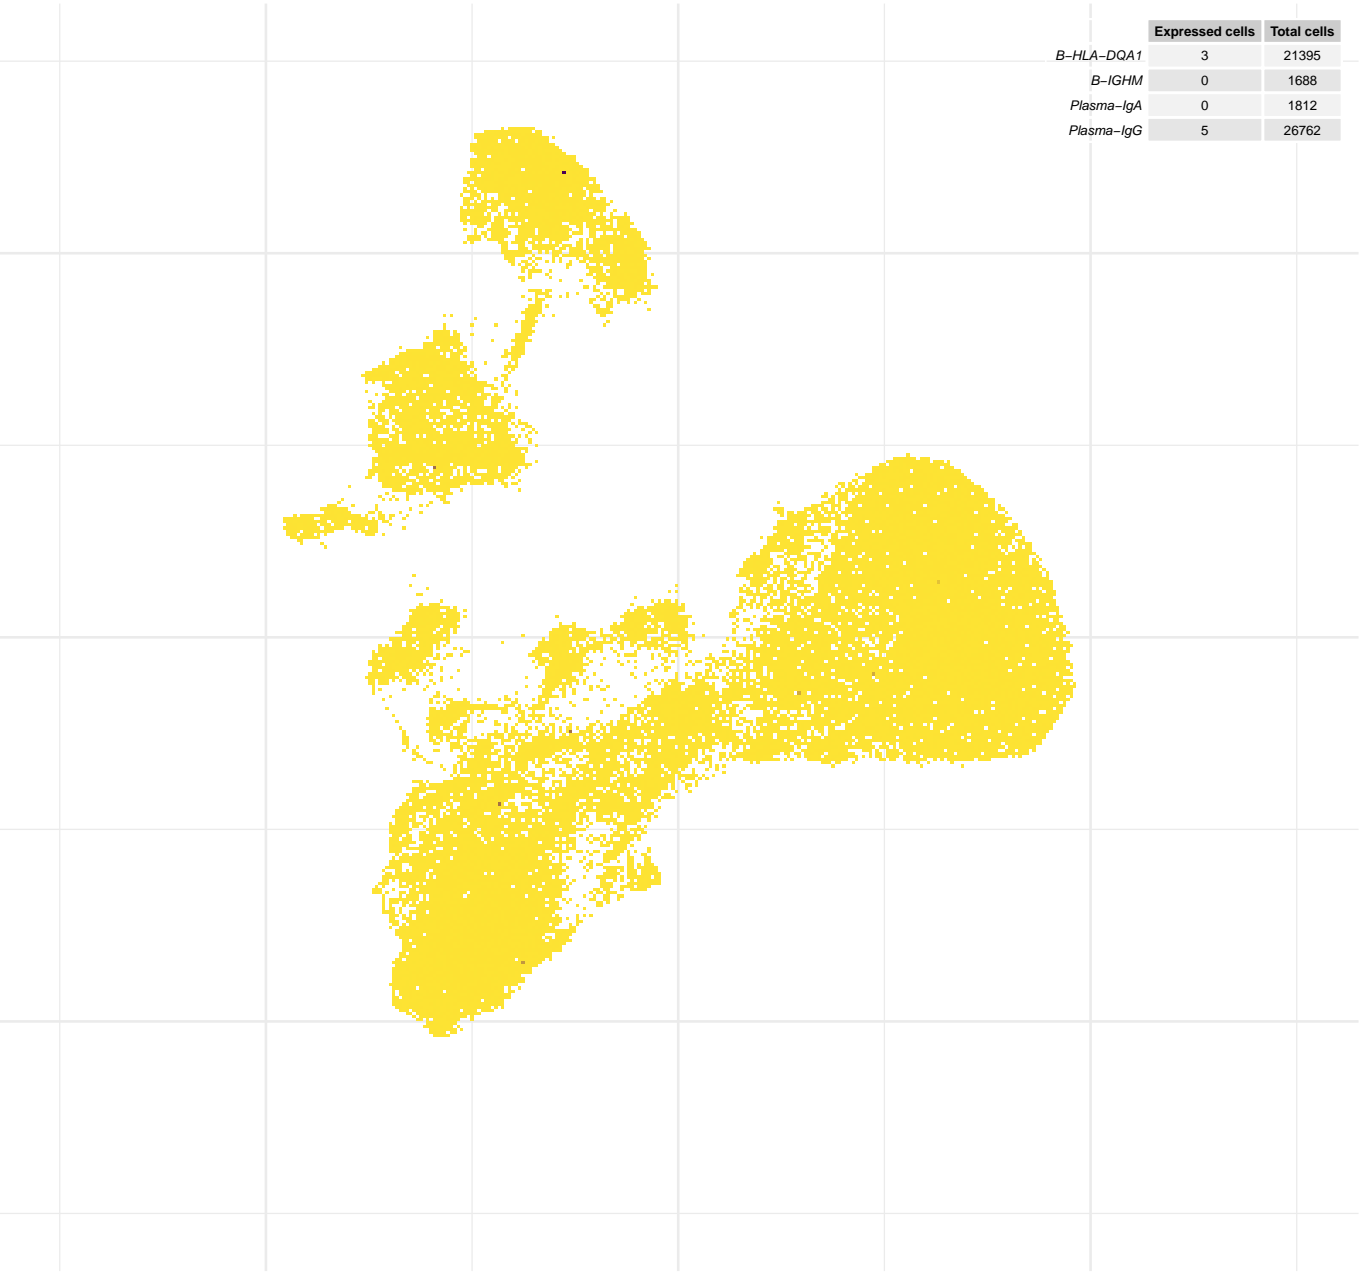 Expressed cells Total cells
B−HLA−DQA1 3 21395
B−IGHM 0 1688
Plasma−IgA 0 1812
Plasma−IgG 5 26762